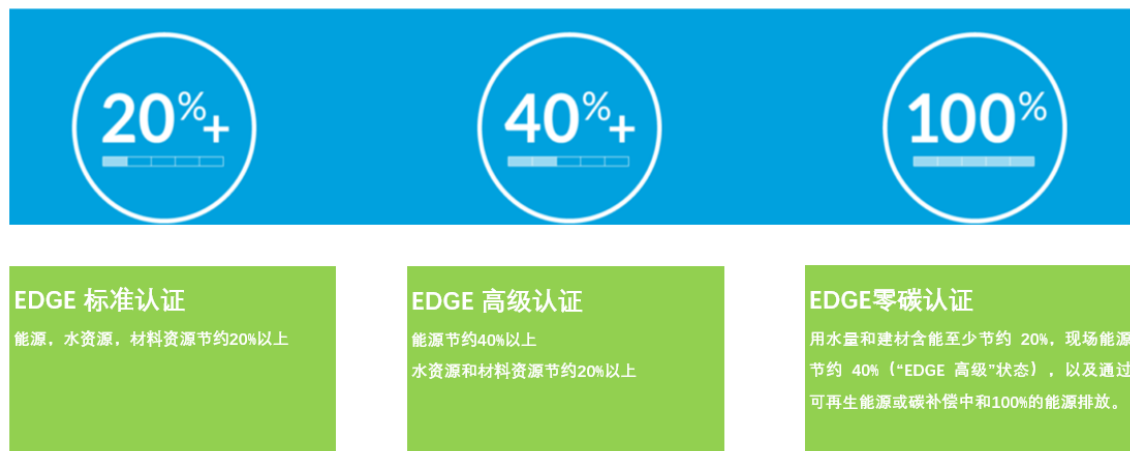 20%+
40%+
100%
EDGE 标准认证
能源，水资源，材料资源节约20%以上
EDGE 高级认证
能源节约40%以上
水资源和材料资源节约20%以上
EDGE零碳认证
用水量和建材含能至少节约 20%，现场能源
节约 40%（“EDGE 高级”状态），以及通过
可再生能源或碳补偿中和100%的能源排放。